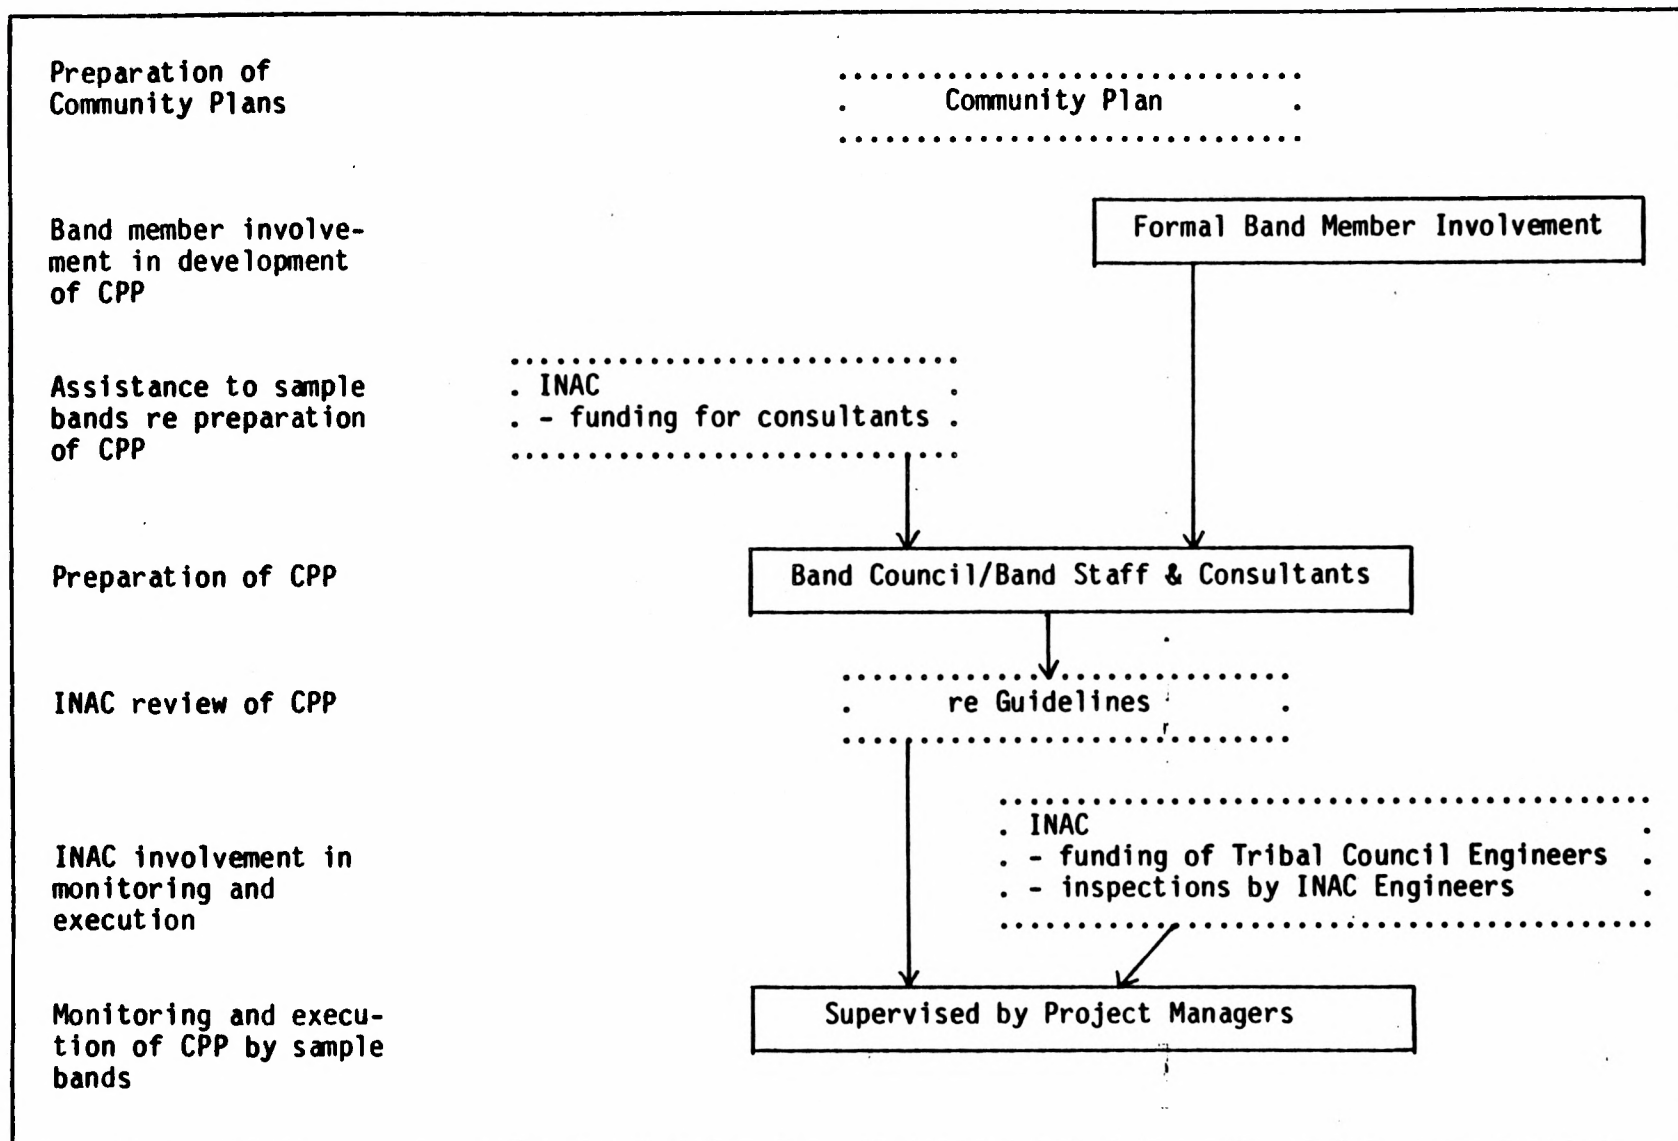 Preparation of
Community Plans
Community Plan
Band member involve-
ment in development
of CPP
Formal Band Member Involvement
Assistance to sample
bands re preparation
of CPP
INAC
- funding for consultants
Preparation of CPP
Band Council/Band Staff & Consultants
INAC review of CPP
re Guidelines
INAC involvement in
monitoring and
execution
INAC
- funding of Tribal Council Engineers
- inspections by INAC Engineers
Monitoring and execu-
tion of CPP by sample
bands
Supervised by Project Managers